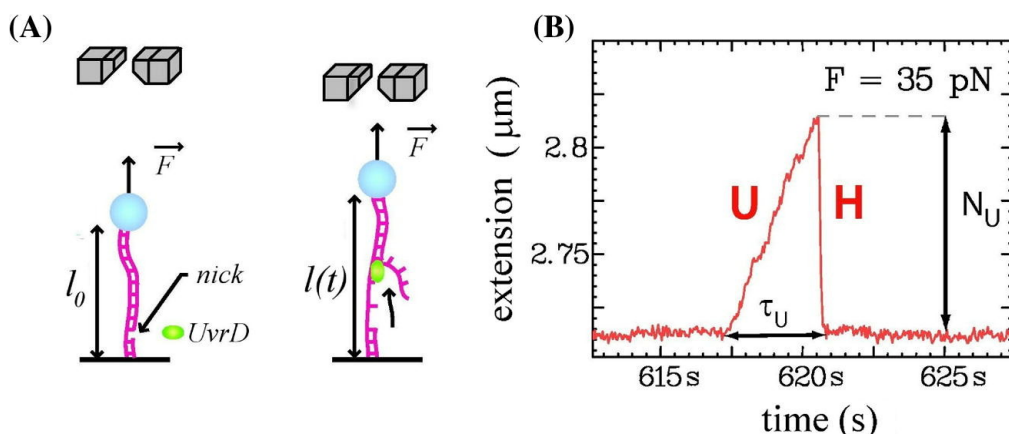 (A)
F
l0
nick
UvrD
F
l(t)
(B)
F = 35 pN
extension (μm)
2.8
2.75
U
H
NU
τU
615 s
620 s
625 s
time (s)